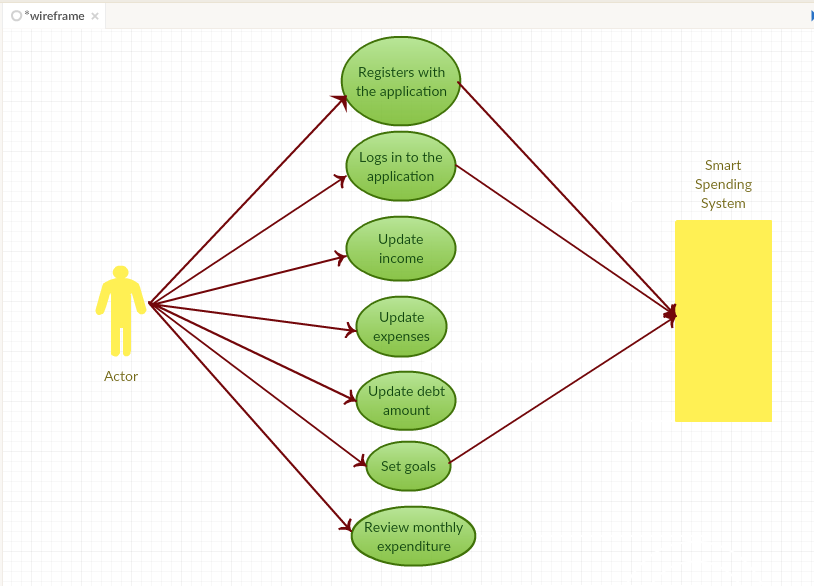 *wireframe
Registers with
the application
Logs in to the
application
Update
income
Update
expenses
Update debt
amount
Set goals
Review monthly
expenditure
Actor
Smart
Spending
System